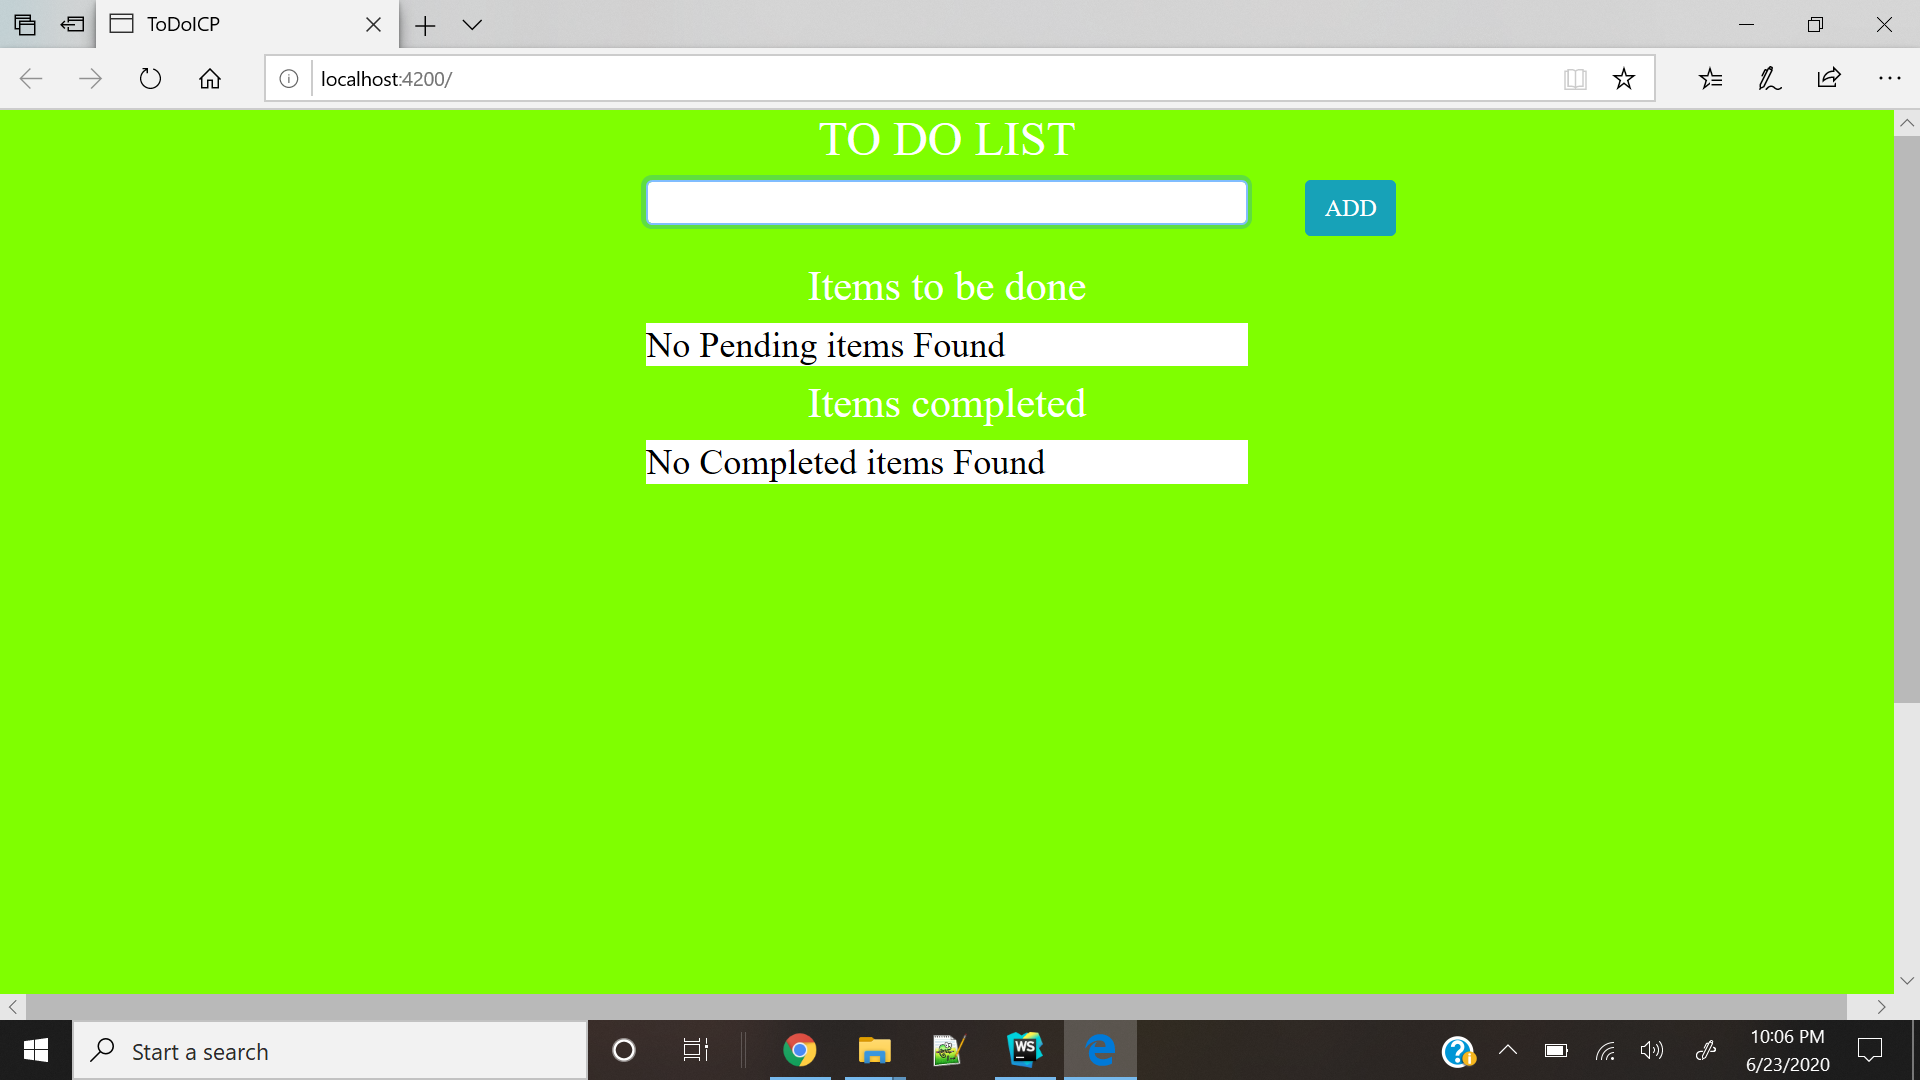 ToDoICP
localhost:4200/
TO DO LIST
ADD
Items to be done
No Pending items Found
Items completed
No Completed items Found
Start a search
WS
10:06 PM
6/23/2020